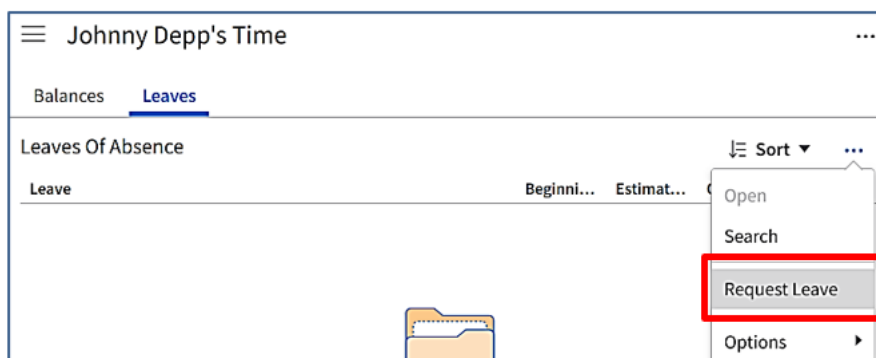 Johnny Depp's Time
Balances Leaves
Leaves Of Absence Sort
Leave Beginni... Estimat...
Open
Search
Request Leave
Options